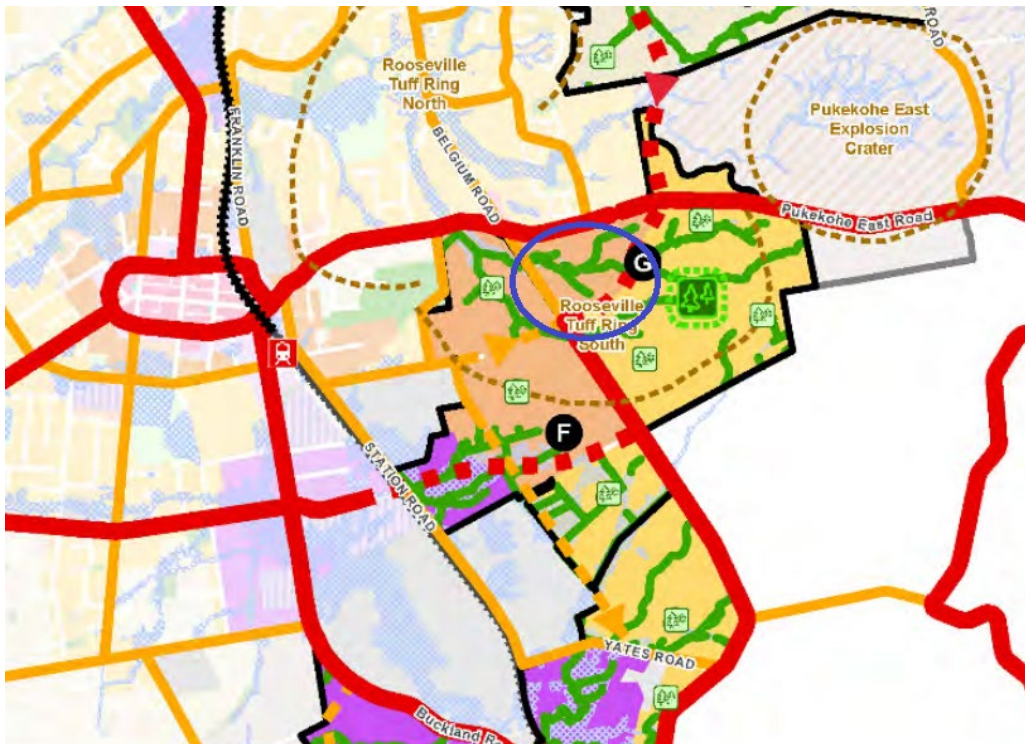 Rooseville
Tuff Ring
North
ROAD
Pukekohe East
Explosion
Crater
FRANKLIN ROAD
BELGIUM ROAD
Pukekohe East Road
G
Rooseville
Tuff Ring
South
F
STATION ROAD
YATES ROAD
Buckland